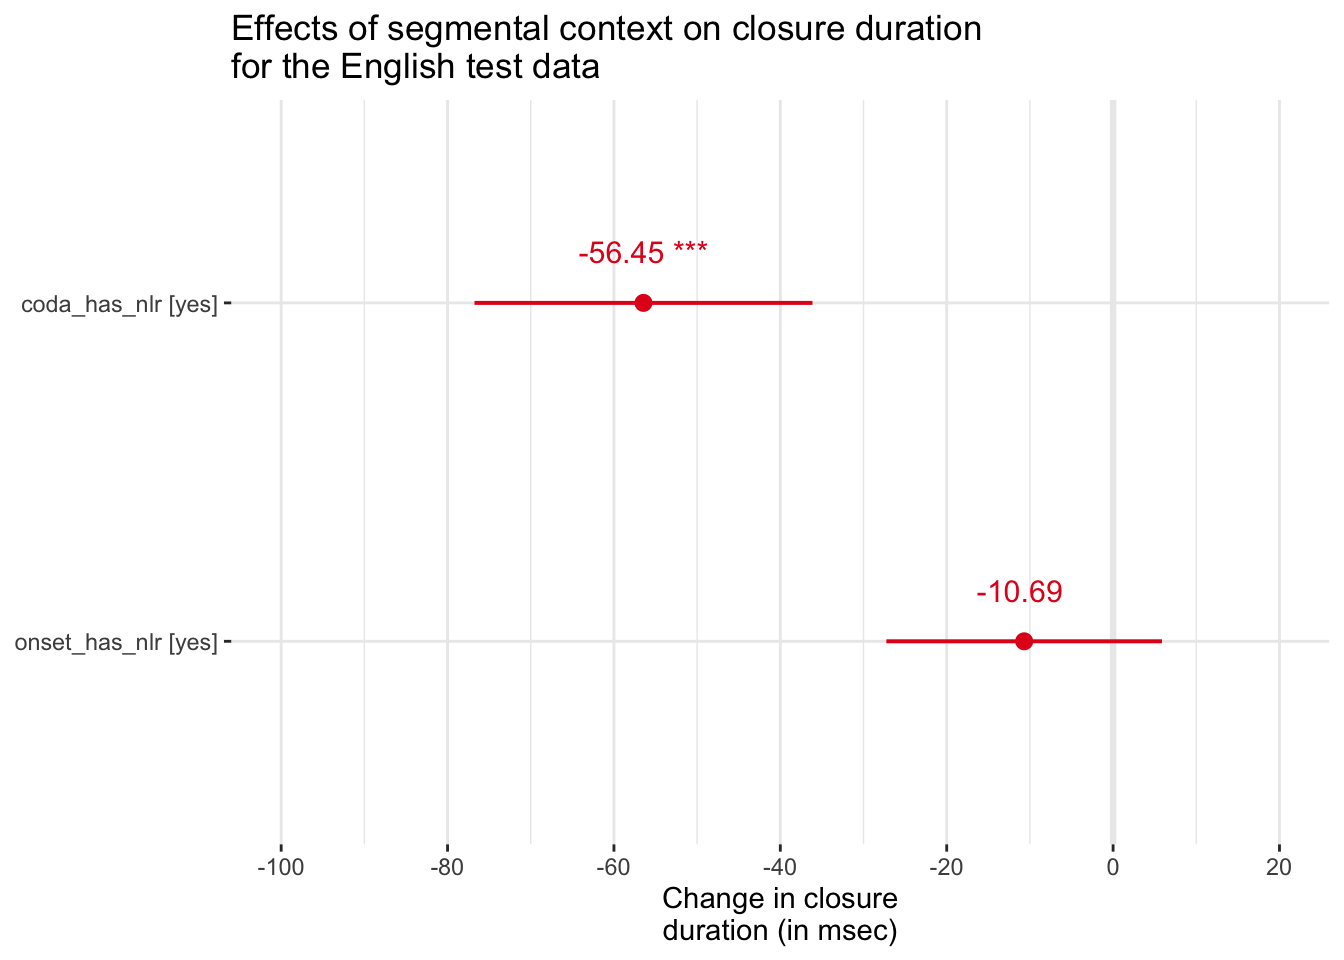 Effects of segmental context on closure duration
for the English test data
-56.45 ***
coda_has_nlr [yes]
-10.69
onset_has_nlr [yes]
-100 -80 -60 -40 -20 0 20
Change in closure
duration (in msec)